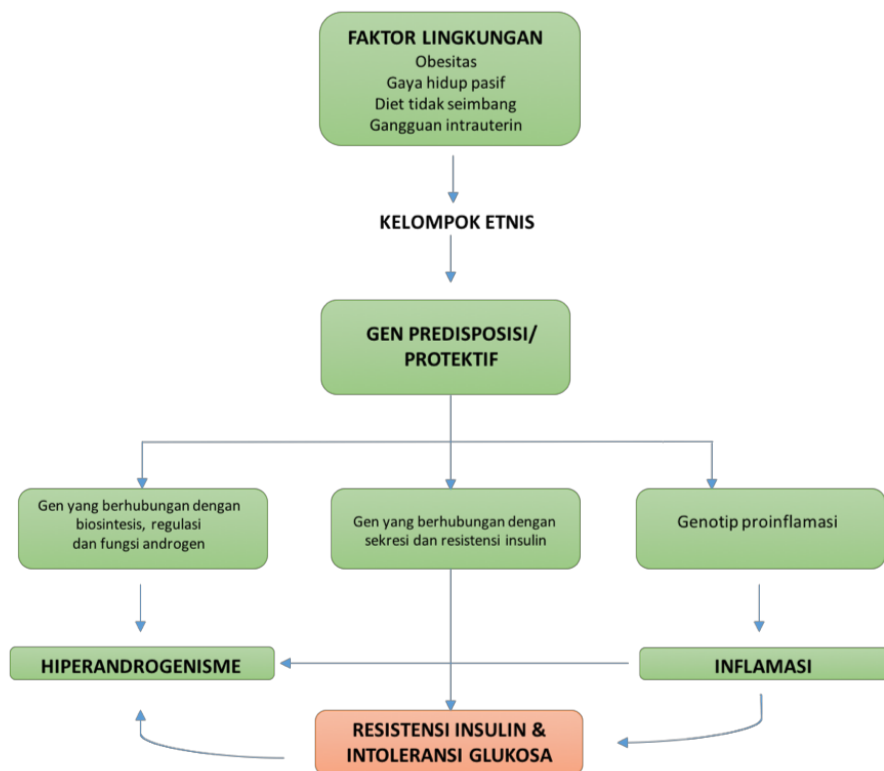 FAKTOR LINGKUNGAN
Obesitas
Gaya hidup pasif
Diet tidak seimbang
Gangguan intrauterin
KELOMPOK ETNIS
GEN PREDISPOSISI/
PROTEKTIF
Gen yang berhubungan dengan
biosintesis, regulasi
dan fungsi androgen
Gen yang berhubungan dengan
sekresi dan resistensi insulin
Genotip proinflamasi
HIPERANDROGENISME
INFLAMASI
RESISTENSI INSULIN &
INTOLERANSI GLUKOSA